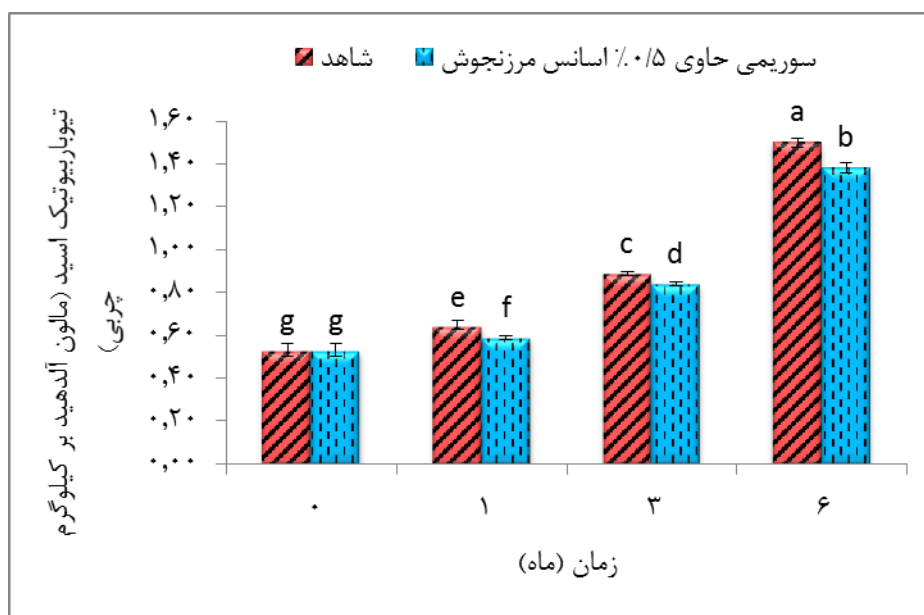 شاهد
سوریمی حاوی ۰/۵٪ اسانس مرزنجوش
تیوباربیوتیک اسید (مالون آلدهید بر کیلوگرم
چربی)
۱,۶۰
۱,۴۰
۱,۲۰
۱,۰۰
۰,۸۰
۰,۶۰
۰,۴۰
۰,۲۰
۰,۰۰
g g e f c d a b
۰ ۱ ۳ ۶
زمان (ماه)